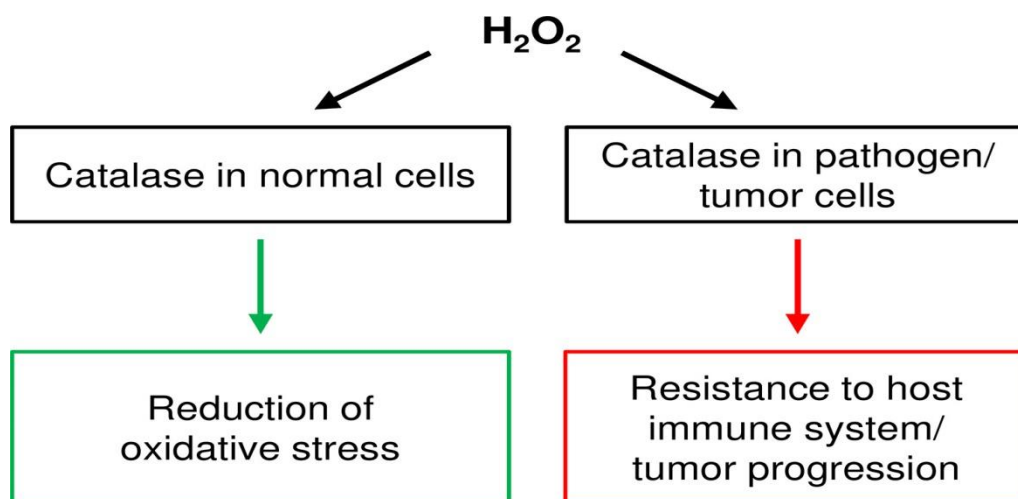 H₂O₂
Catalase in normal cells
Catalase in pathogen/
tumor cells
Reduction of
oxidative stress
Resistance to host
immune system/
tumor progression